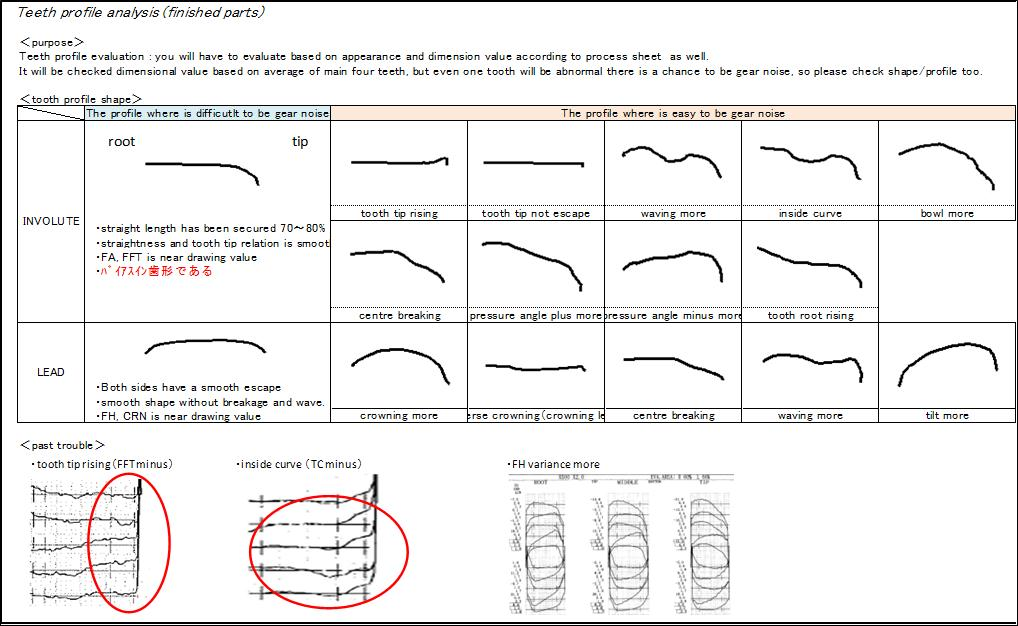 Teeth profile analysis(finished parts)
＜purpose＞
Teeth profile evaluation : you will have to evaluate based on appearance and dimension value according to process sheet as well.
It will be checked dimensional value based on average of main four teeth, but even one tooth will be abnormal there is a chance to be gear noise, so please check shape/profile too.
＜tooth profile shape＞
The profile where is difficutlt to be gear noise
The profile where is easy to be gear noise
root tip
INVOLUTE
tooth tip rising
tooth tip not escape
waving more
inside curve
bowl more
・straight length has been secured 70～80%
・straightness and tooth tip relation is smoot
・FA, FFT is near drawing value
・ﾊﾞｲｱｽｲﾝ歯形である
centre breaking
pressure angle plus more
pressure angle minus more
tooth root rising
LEAD
・Both sides have a smooth escape
・smooth shape without breakage and wave.
・FH, CRN is near drawing value
crowning more
erse crowning(crowning le
centre breaking
waving more
tilt more
＜past trouble＞
・tooth tip rising (FFT minus)
・inside curve (TC minus)
・FH variance more
ROOT
MIDDLE
TIP